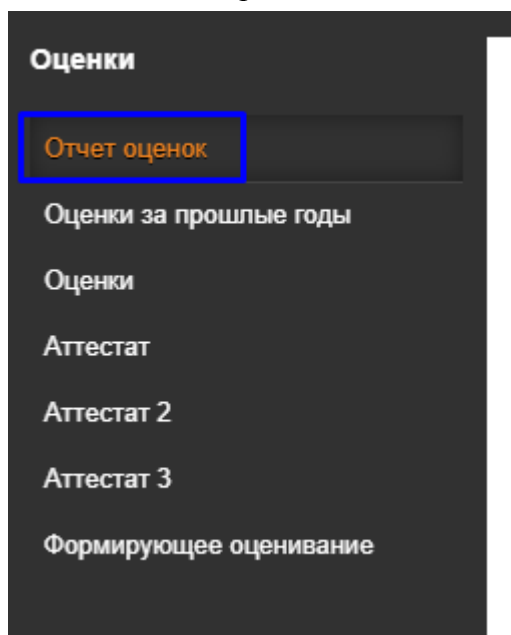 Оценки
Отчет оценок
Оценки за прошлые годы
Оценки
Аттестат
Аттестат 2
Аттестат 3
Формирующее оценивание